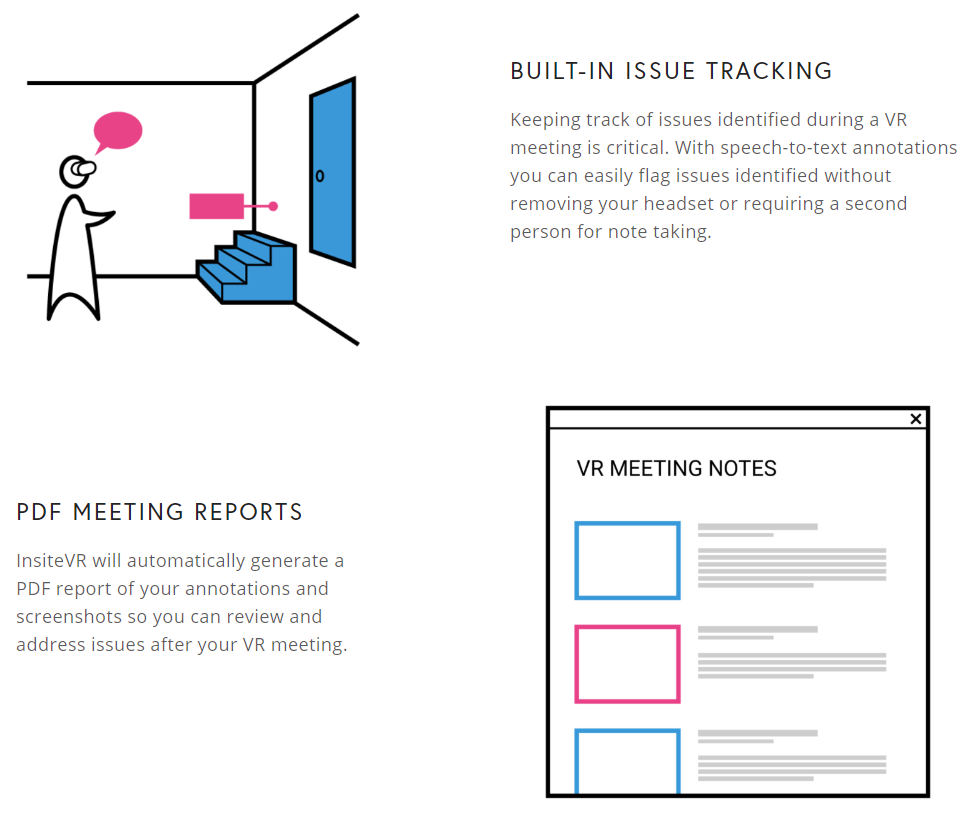 BUILT-IN ISSUE TRACKING
Keeping track of issues identified during a VR
meeting is critical. With speech-to-text annotations
you can easily flag issues identified without
removing your headset or requiring a second
person for note taking.
PDF MEETING REPORTS
InsiteVR will automatically generate a
PDF report of your annotations and
screenshots so you can review and
address issues after your VR meeting.
VR MEETING NOTES